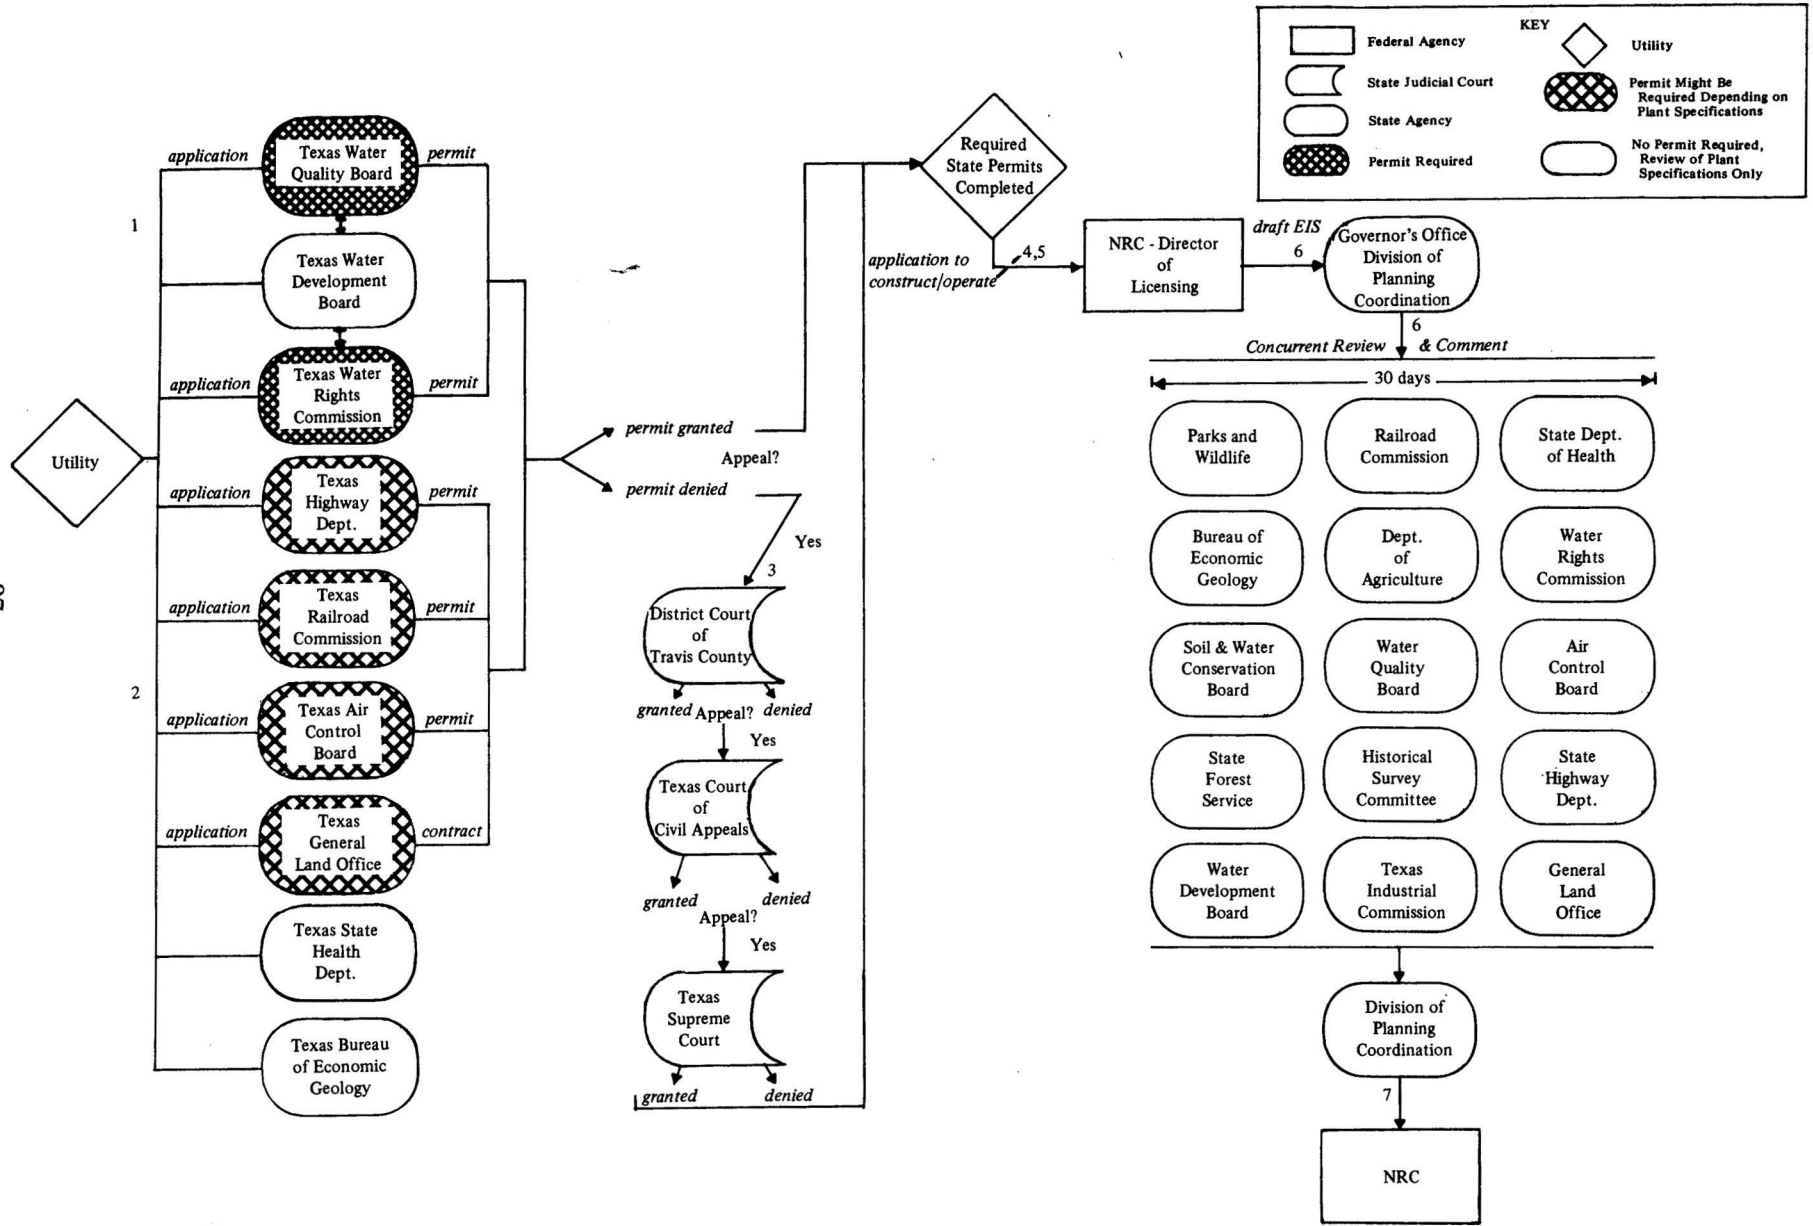 KEY
Federal Agency
State Judicial Court
State Agency
Permit Required
Utility
Permit Might Be
Required Depending on
Plant Specifications
No Permit Required,
Review of Plant
Specifications Only
Utility
1
2
application
Texas Water
Quality Board
permit
Texas Water
Development
Board
application
Texas Water
Rights
Commission
permit
application
Texas
Highway
Dept.
permit
application
Texas
Railroad
Commission
permit
application
Texas Air
Control
Board
permit
application
Texas
General
Land Office
contract
Texas State
Health
Dept.
Texas Bureau
of Economic
Geology
permit granted
Appeal?
permit denied
Yes
3
District Court
of
Travis County
granted Appeal? denied
Yes
Texas Court
of
Civil Appeals
granted denied
Appeal?
Yes
Texas
Supreme
Court
granted denied
Required
State Permits
Completed
application to
construct/operate
4,5
NRC - Director
of
Licensing
draft EIS
6
Governor's Office
Division of
Planning
Coordination
6
Concurrent Review & Comment
30 days
Parks and
Wildlife
Railroad
Commission
State Dept.
of Health
Bureau of
Economic
Geology
Dept.
of
Agriculture
Water
Rights
Commission
Soil & Water
Conservation
Board
Water
Quality
Board
Air
Control
Board
State
Forest
Service
Historical
Survey
Committee
State
Highway
Dept.
Water
Development
Board
Texas
Industrial
Commission
General
Land
Office
Division of
Planning
Coordination
7
NRC